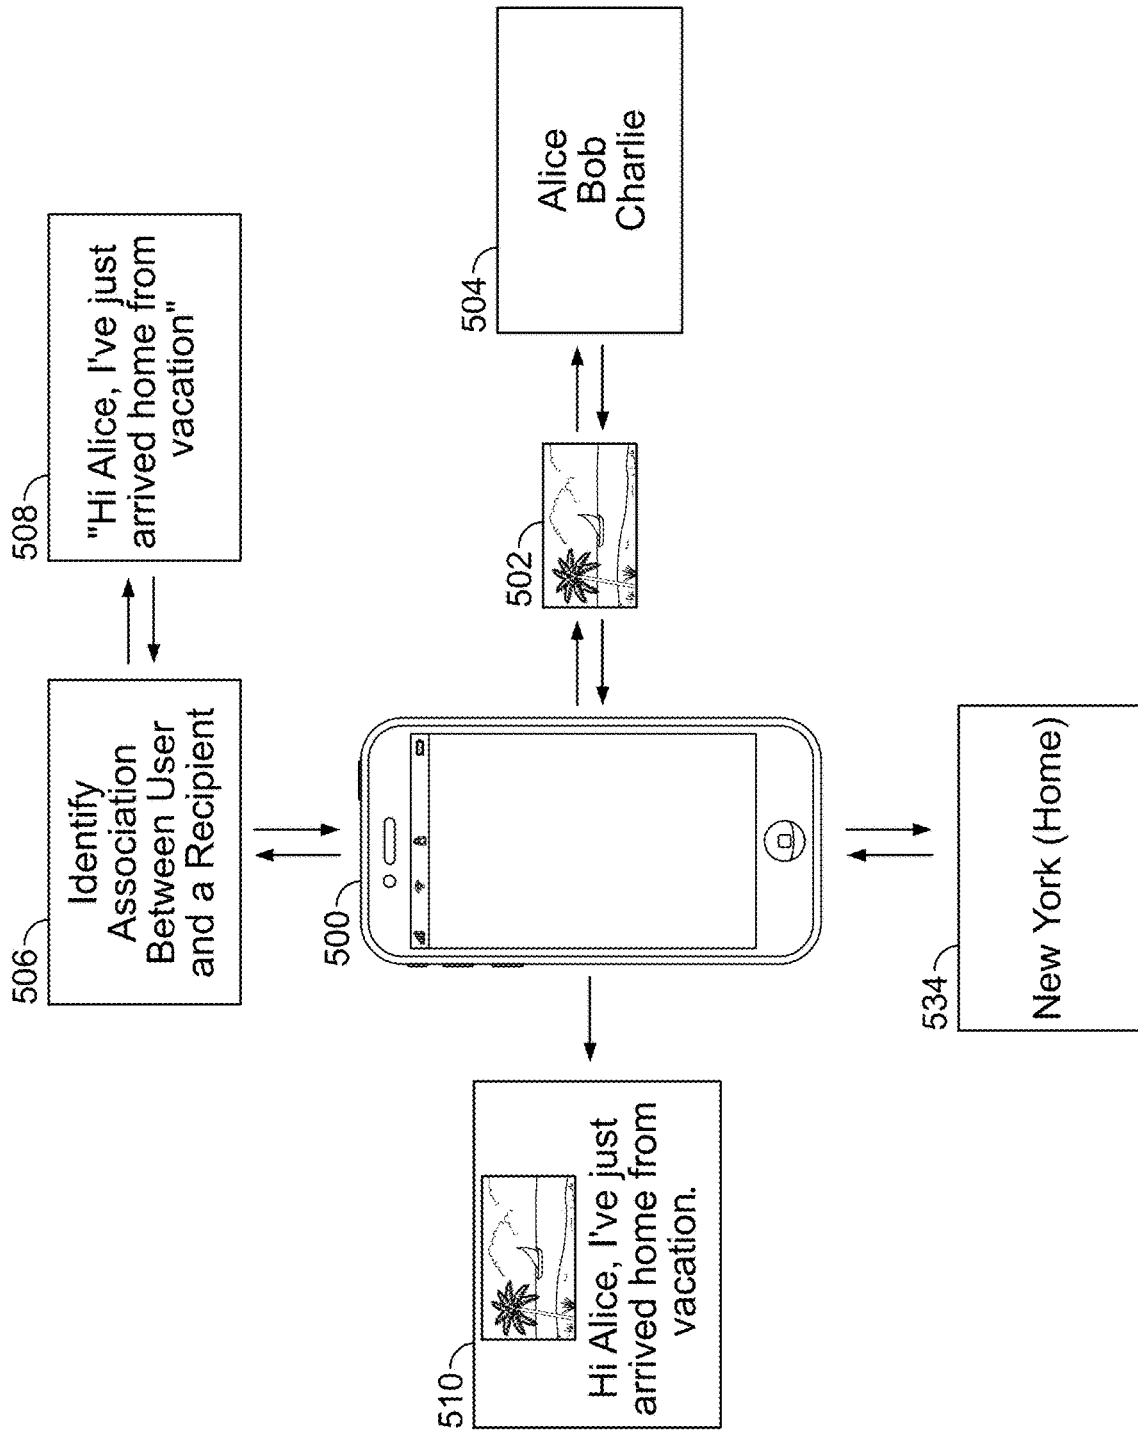 506
Identify
Association
Between User
and a Recipient
508
"Hi Alice, I've just
arrived home from
vacation"
510
Hi Alice, I've just
arrived home from
vacation.
500
502
504
Alice
Bob
Charlie
534
New York (Home)